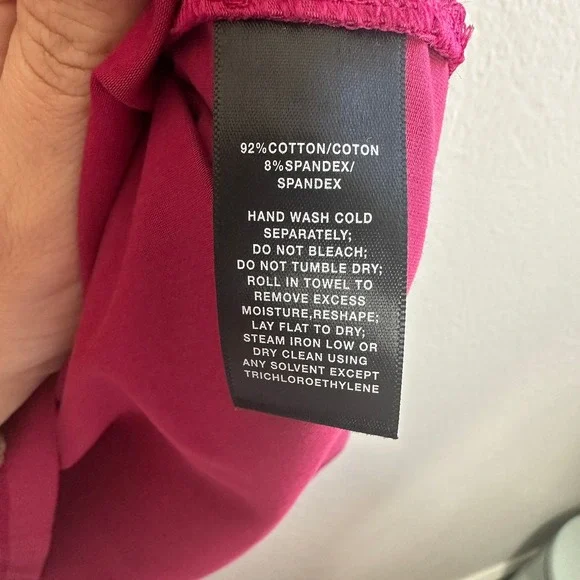 92%COTTON/COTON
8%SPANDEX/
SPANDEX
HAND WASH COLD
SEPARATELY;
DO NOT BLEACH;
DO NOT TUMBLE DRY;
ROLL IN TOWEL TO
REMOVE EXCESS
MOISTURE,RESHAPE;
LAY FLAT TO DRY;
STEAM IRON LOW OR
DRY CLEAN USING
ANY SOLVENT EXCEPT
TRICHLOROETHYLENE